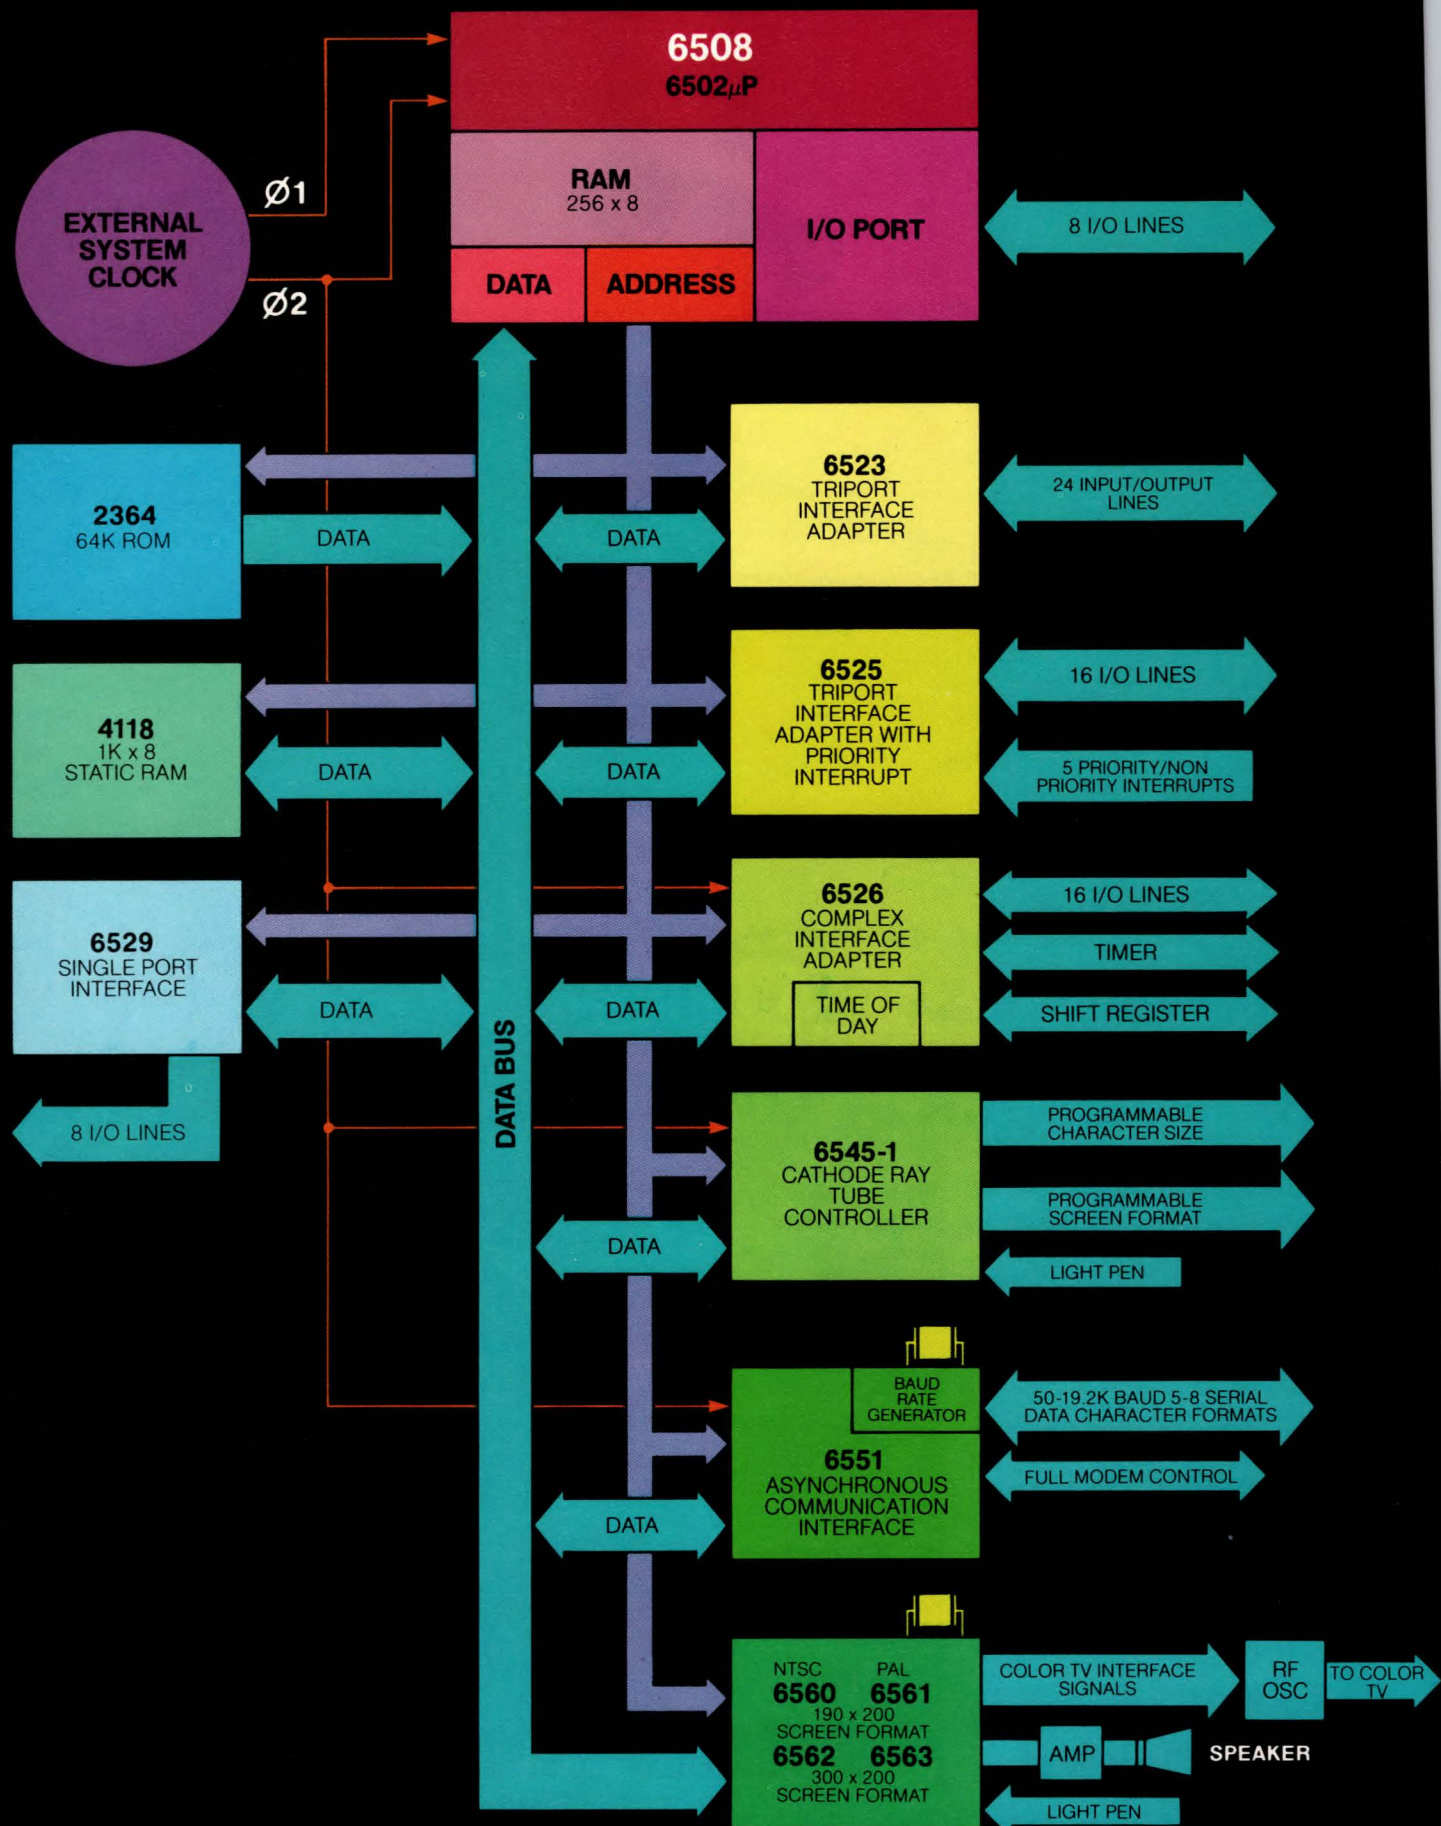 6508
6502μP
RAM
256 x 8
I/O PORT
DATA
ADDRESS
8 I/O LINES
EXTERNAL
SYSTEM
CLOCK
Ø1
Ø2
2364
64K ROM
DATA
DATA
6523
TRIPORT
INTERFACE
ADAPTER
24 INPUT/OUTPUT
LINES
4118
1K x 8
STATIC RAM
DATA
DATA
6525
TRIPORT
INTERFACE
ADAPTER WITH
PRIORITY
INTERRUPT
16 I/O LINES
5 PRIORITY/NON
PRIORITY INTERRUPTS
6529
SINGLE PORT
INTERFACE
DATA
DATA
8 I/O LINES
6526
COMPLEX
INTERFACE
ADAPTER
TIME OF
DAY
16 I/O LINES
TIMER
SHIFT REGISTER
DATA BUS
6545-1
CATHODE RAY
TUBE
CONTROLLER
DATA
PROGRAMMABLE
CHARACTER SIZE
PROGRAMMABLE
SCREEN FORMAT
LIGHT PEN
BAUD
RATE
GENERATOR
6551
ASYNCHRONOUS
COMMUNICATION
INTERFACE
DATA
50-19.2K BAUD 5-8 SERIAL
DATA CHARACTER FORMATS
FULL MODEM CONTROL
NTSC PAL
6560 6561
190 x 200
SCREEN FORMAT
6562 6563
300 x 200
SCREEN FORMAT
COLOR TV INTERFACE
SIGNALS
RF
OSC
TO COLOR
TV
AMP
SPEAKER
LIGHT PEN